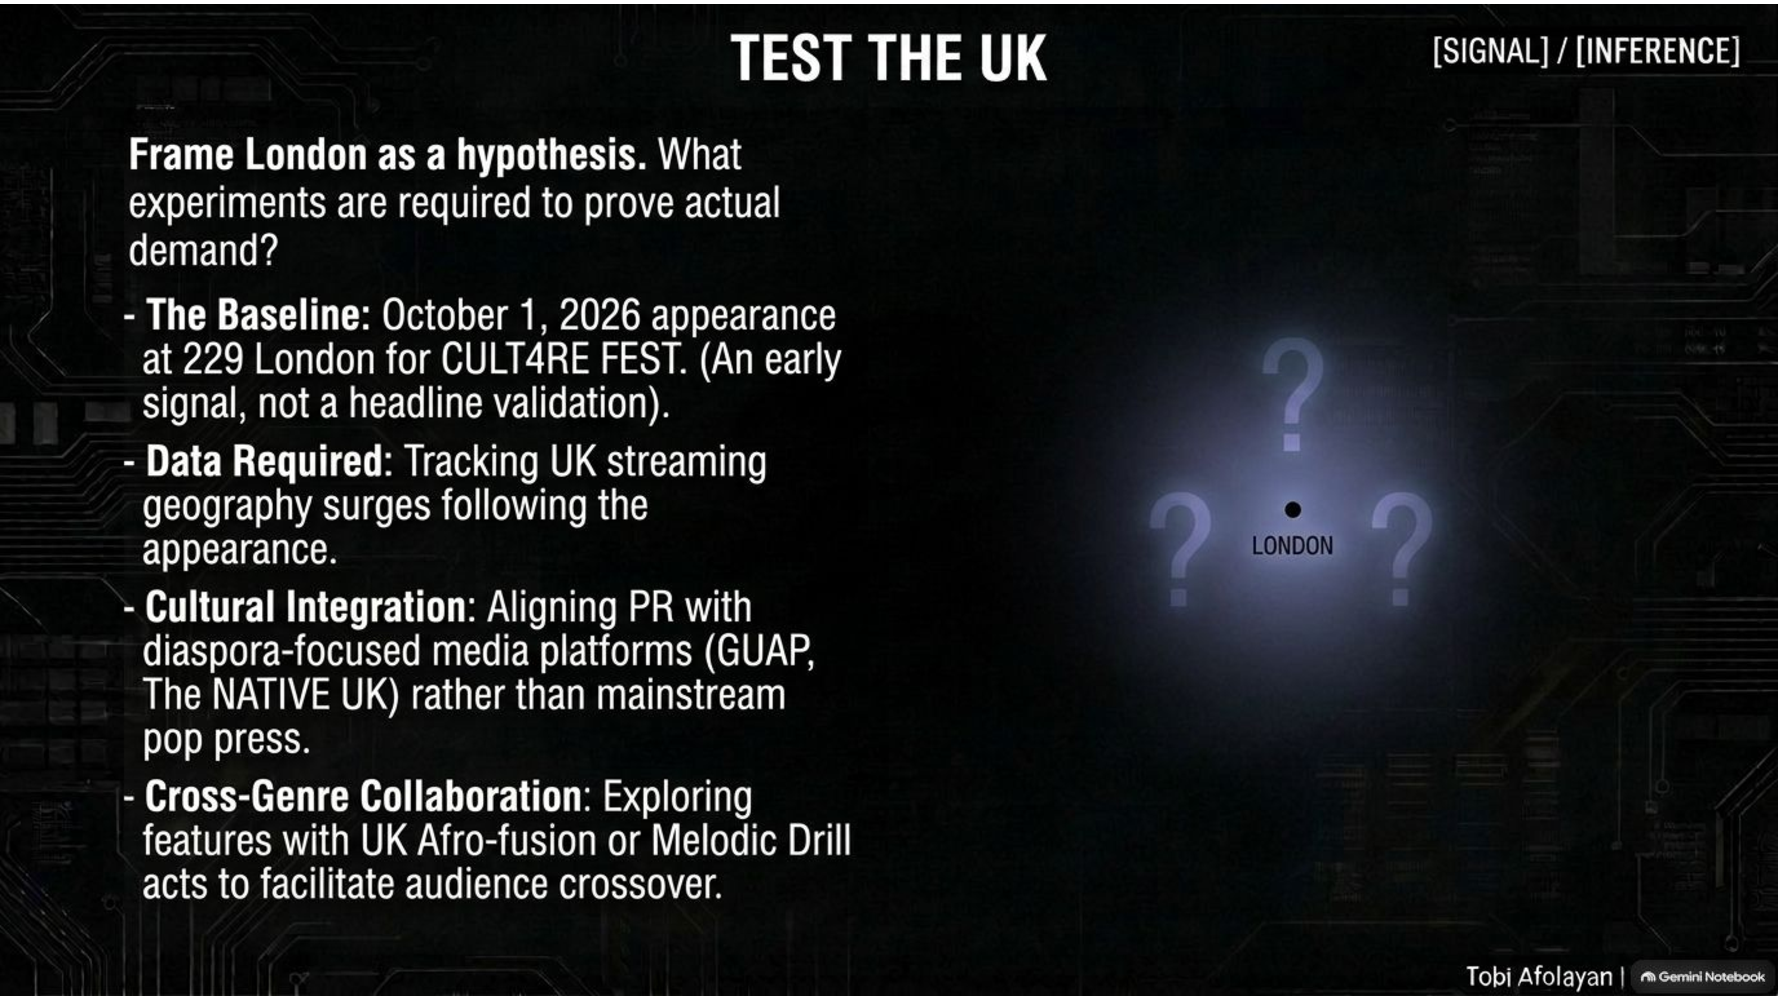 TEST THE UK
[SIGNAL] / [INFERENCE]
Frame London as a hypothesis. What
experiments are required to prove actual
demand?
- The Baseline: October 1, 2026 appearance
at 229 London for CULT4RE FEST. (An early
signal, not a headline validation).
- Data Required: Tracking UK streaming
geography surges following the
appearance.
- Cultural Integration: Aligning PR with
diaspora-focused media platforms (GUAP,
The NATIVE UK) rather than mainstream
pop press.
- Cross-Genre Collaboration: Exploring
features with UK Afro-fusion or Melodic Drill
acts to facilitate audience crossover.
?
? ?
LONDON
Tobi Afolayan | Gemini Notebook